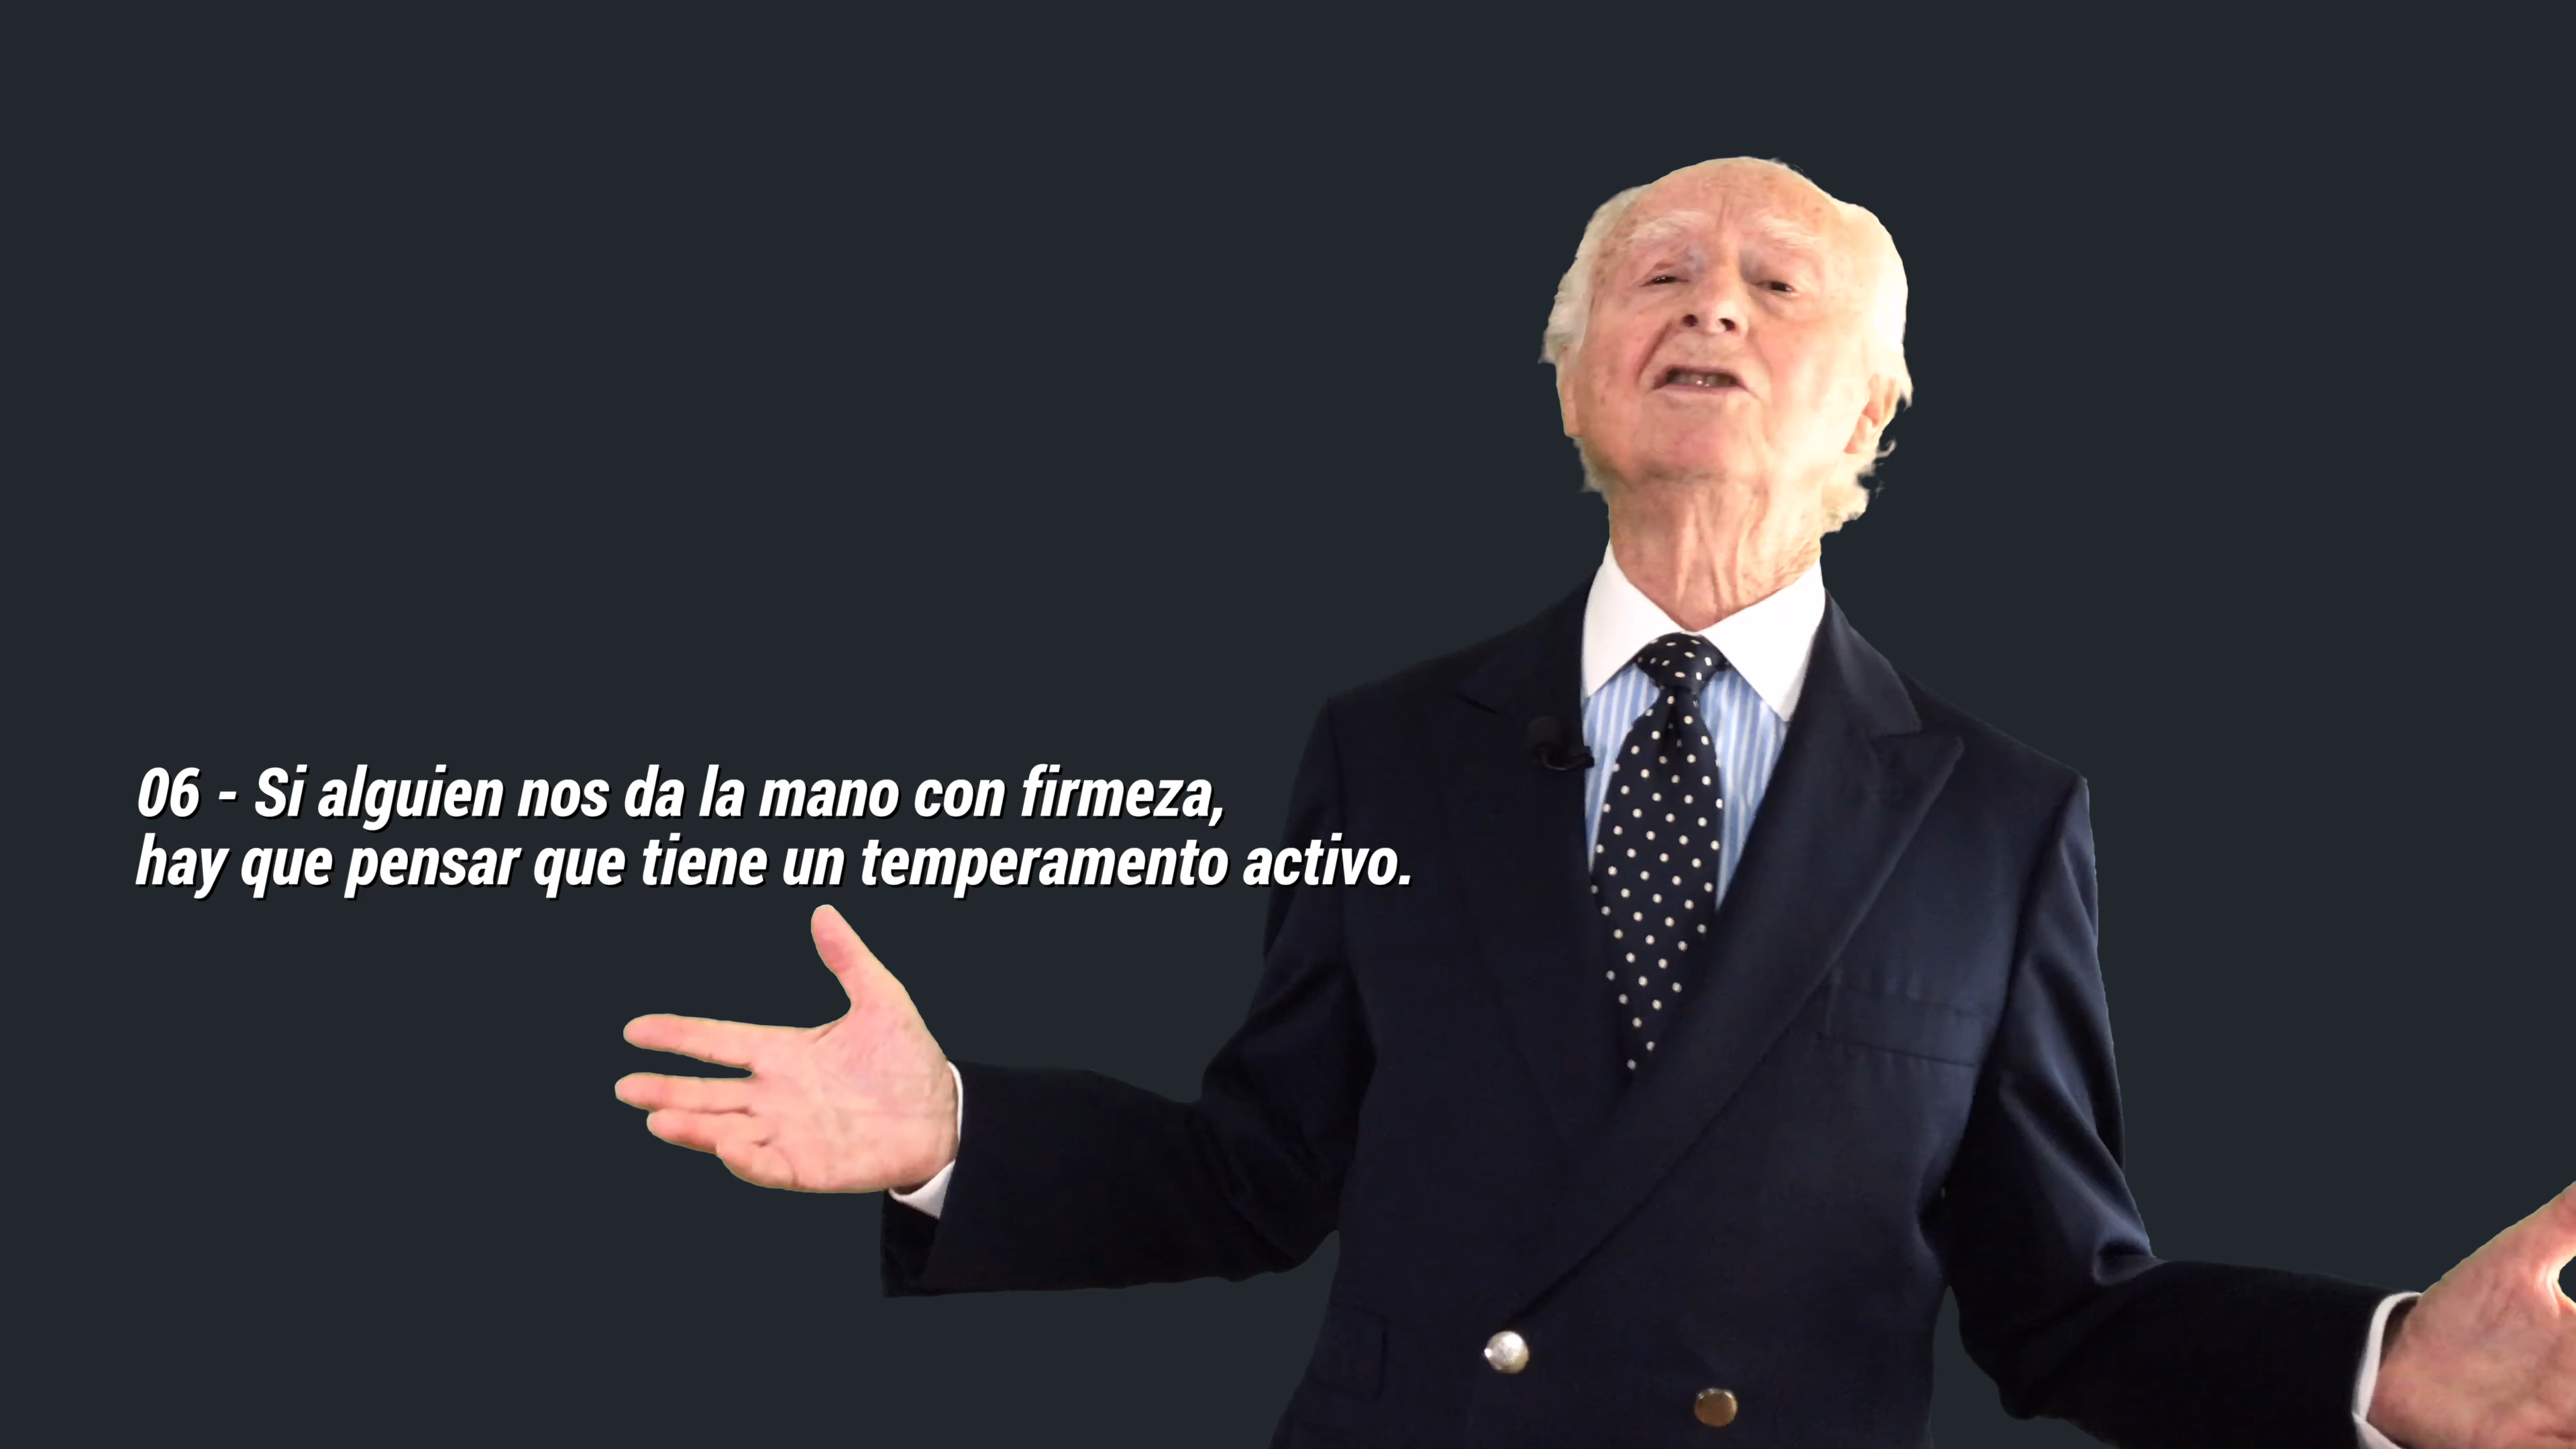 06 - Si alguien nos da la mano con firmeza,
hay que pensar que tiene un temperamento activo.